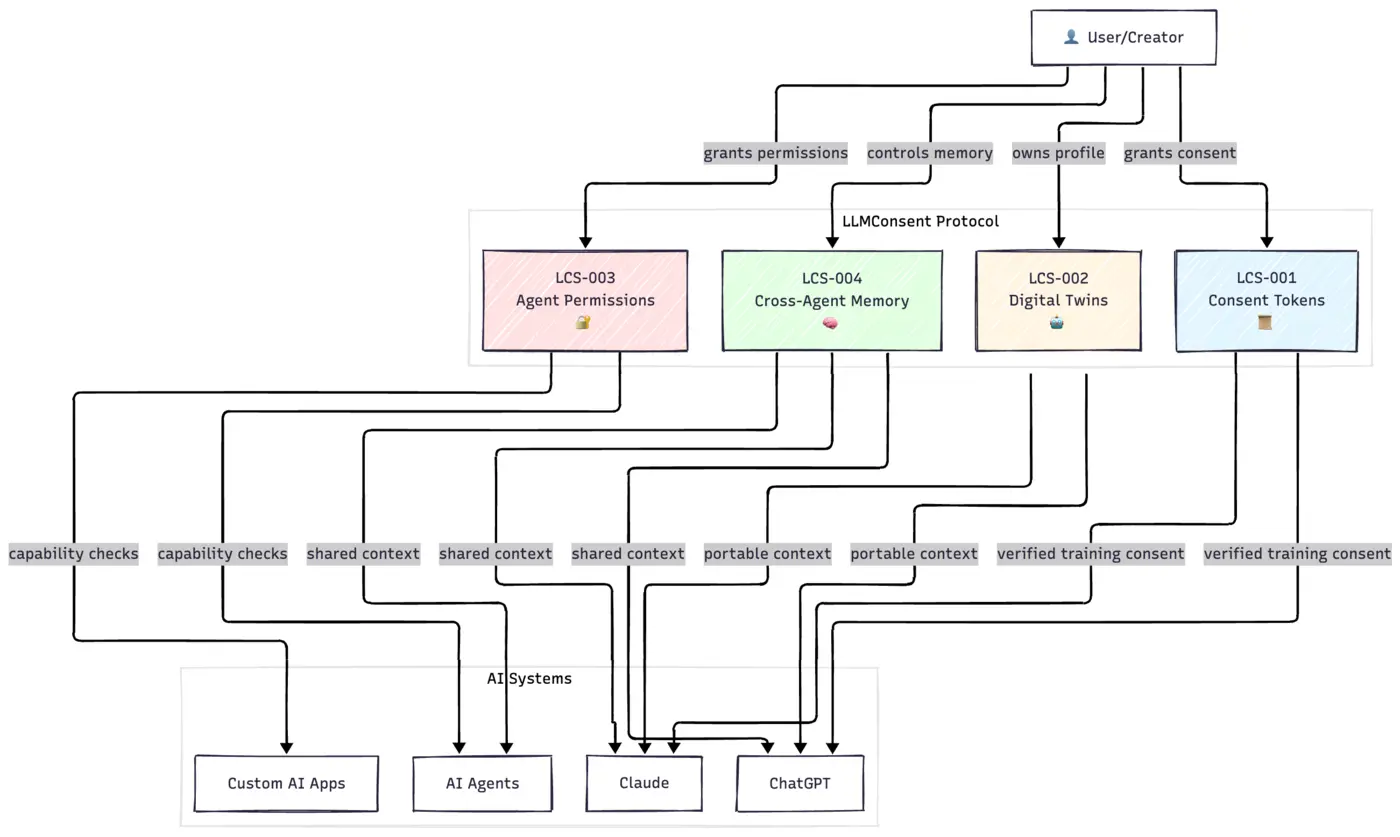 User/Creator
grants permissions
controls memory
owns profile
grants consent
LLMConsent Protocol
LCS-003
Agent Permissions
LCS-004
Cross-Agent Memory
LCS-002
Digital Twins
LCS-001
Consent Tokens
capability checks
capability checks
shared context
shared context
shared context
portable context
portable context
verified training consent
verified training consent
AI Systems
Custom AI Apps
AI Agents
Claude
ChatGPT